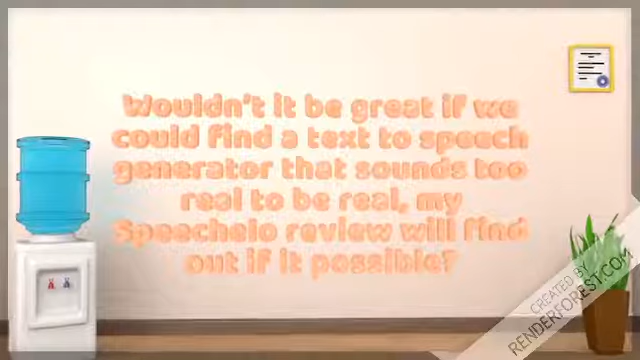 Wouldn't it be great if we
could find a text to speech
generator that sounds too
real to be real, my
Speechelo review will find
out if it possible?
CREATED BY
RENDERFOREST.COM